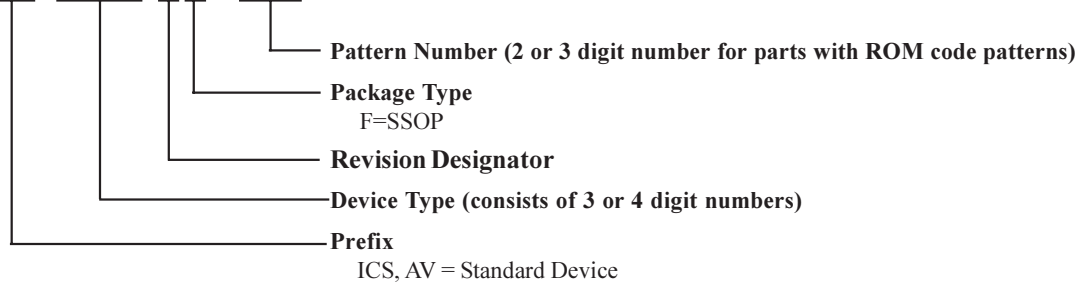 Pattern Number (2 or 3 digit number for parts with ROM code patterns)
Package Type
F=SSOP
Revision Designator
Device Type (consists of 3 or 4 digit numbers)
Prefix
ICS, AV = Standard Device